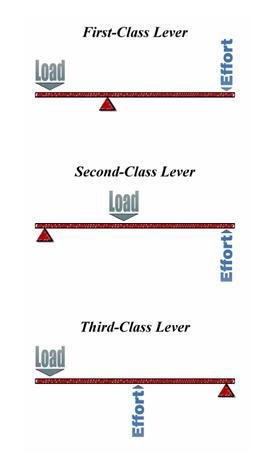 First-Class Lever
Load
Effort
Second-Class Lever
Load
Effort
Third-Class Lever
Load
Effort